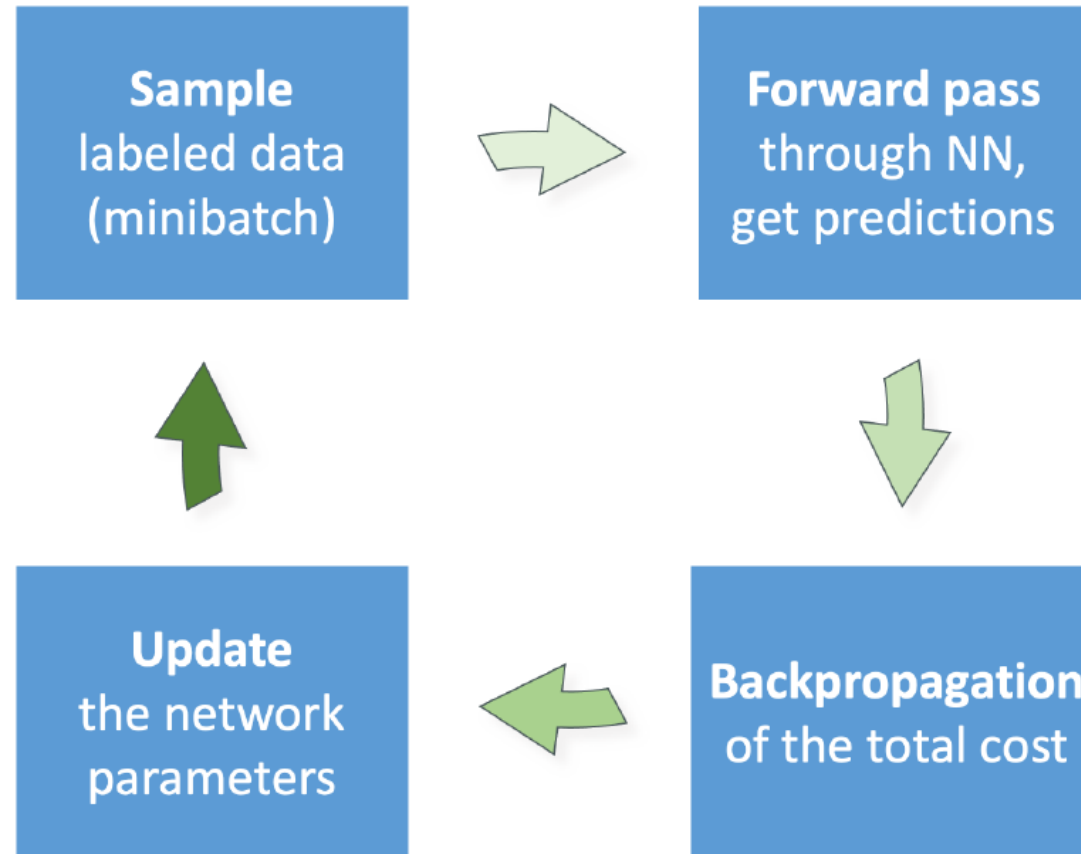 Sample
labeled data
(minibatch)
Forward pass
through NN,
get predictions
Update
the network
parameters
Backpropagation
of the total cost